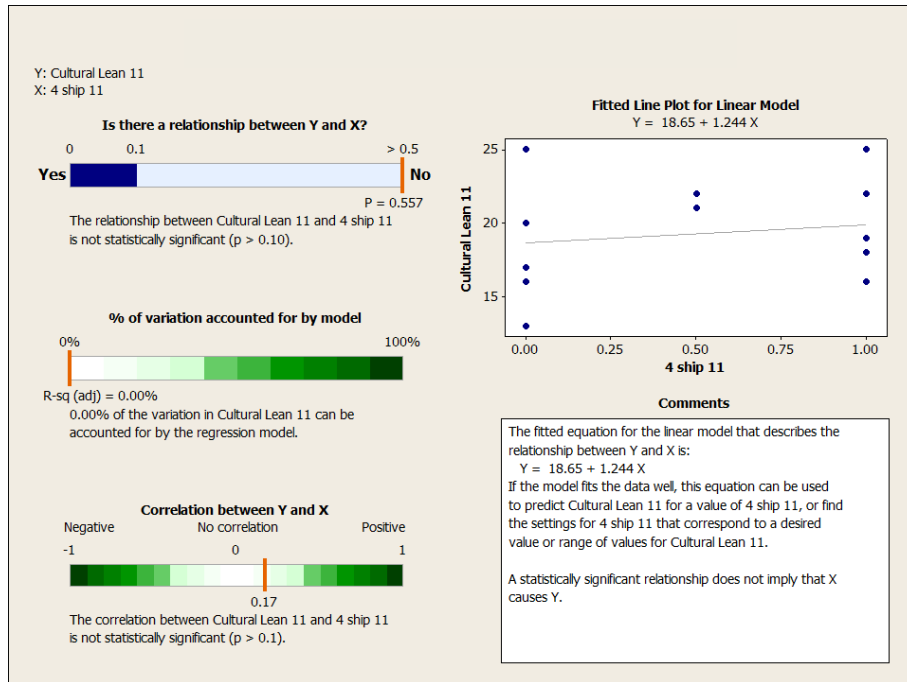 Y: Cultural Lean 11
X: 4 ship 11
Is there a relationship between Y and X?
0 0.1 > 0.5
Yes No
P = 0.557
The relationship between Cultural Lean 11 and 4 ship 11
is not statistically significant (p > 0.10).
% of variation accounted for by model
0% 100%
R-sq (adj) = 0.00%
0.00% of the variation in Cultural Lean 11 can be
accounted for by the regression model.
Correlation between Y and X
Negative No correlation Positive
-1 0 1
0.17
The correlation between Cultural Lean 11 and 4 ship 11
is not statistically significant (p > 0.1).
Fitted Line Plot for Linear Model
Y = 18.65 + 1.244 X
Cultural Lean 11
25
20
15
0.00 0.25 0.50 0.75 1.00
4 ship 11
Comments
The fitted equation for the linear model that describes the
relationship between Y and X is:
Y = 18.65 + 1.244 X
If the model fits the data well, this equation can be used
to predict Cultural Lean 11 for a value of 4 ship 11, or find
the settings for 4 ship 11 that correspond to a desired
value or range of values for Cultural Lean 11.
A statistically significant relationship does not imply that X
causes Y.